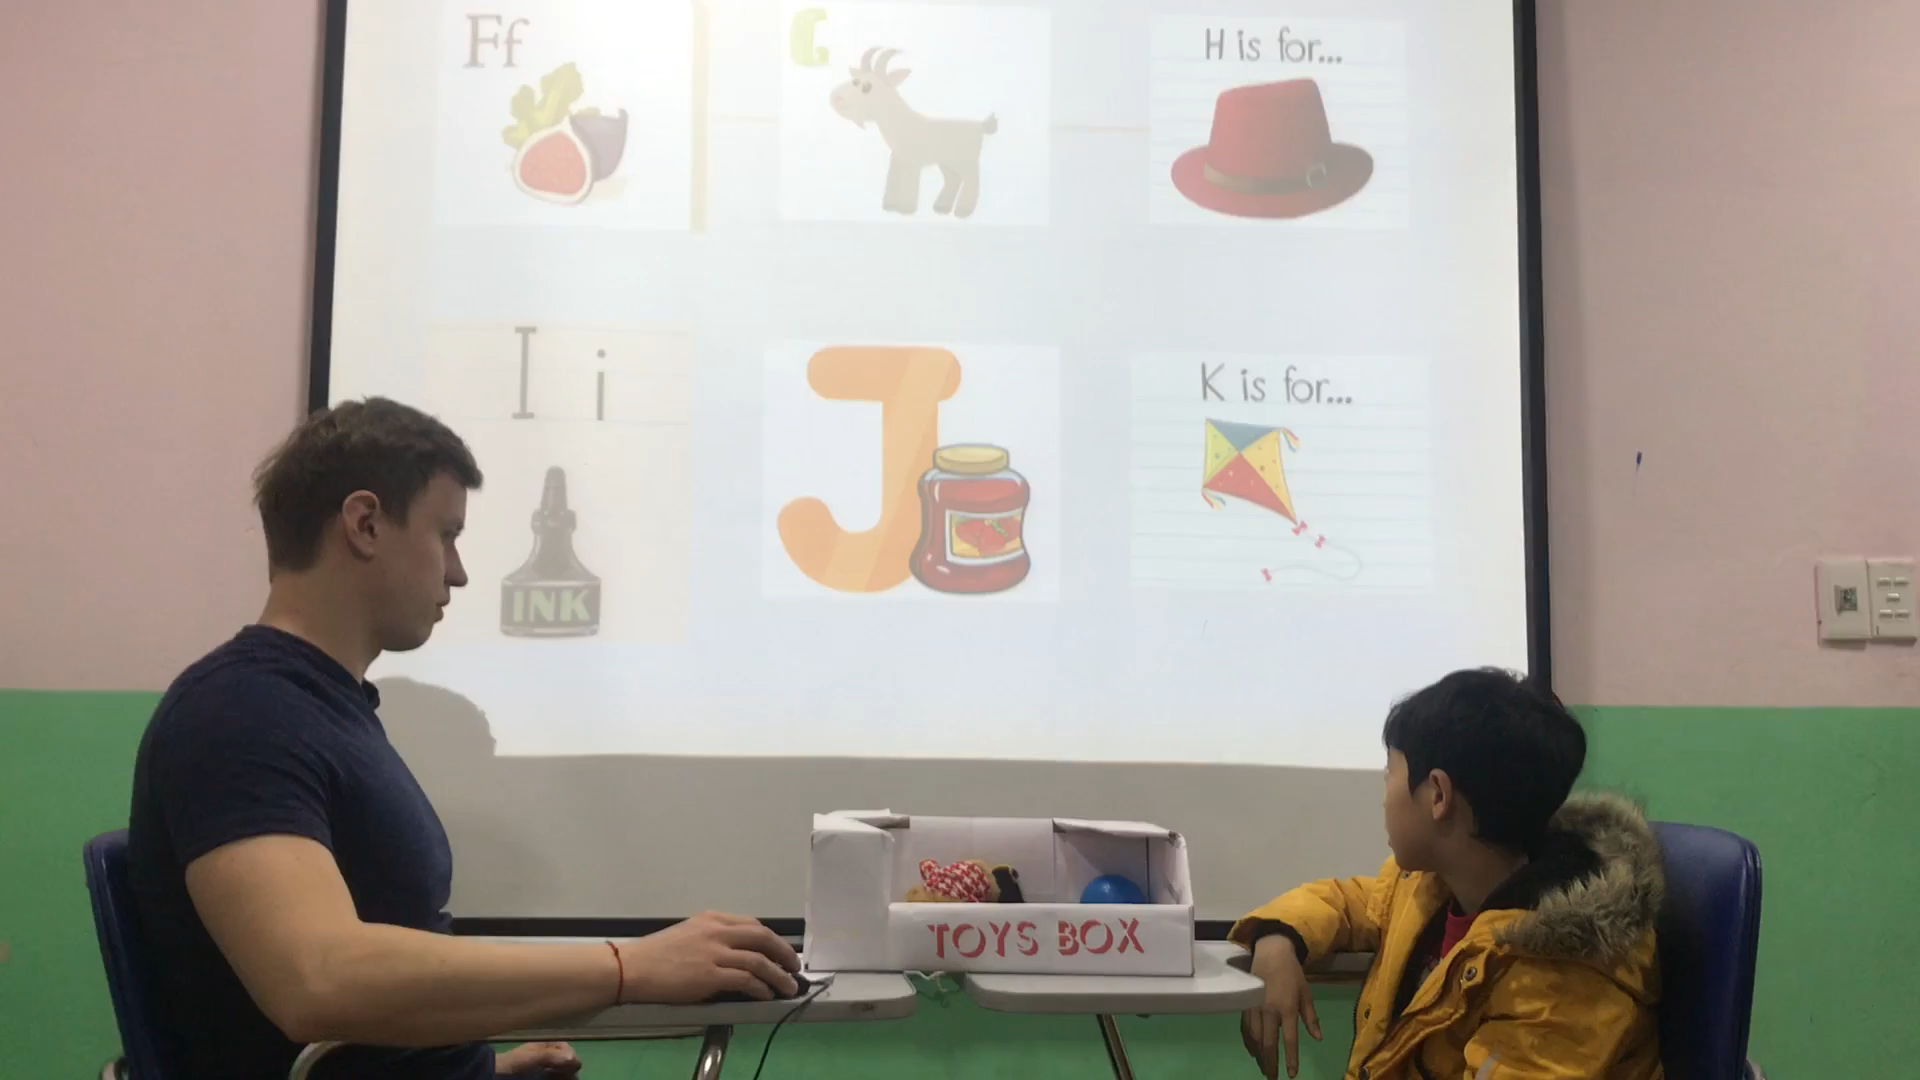 Ff
G
H is for...
I i
INK
J
K is for...
TOYS BOX